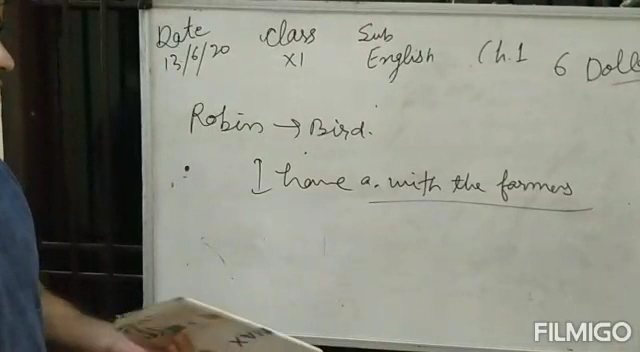 Date class Sub
13/6/20 XI English Ch.1 6 Doll
Robin → Bird.
I have a. with the farmers
MAX
FILMIGO